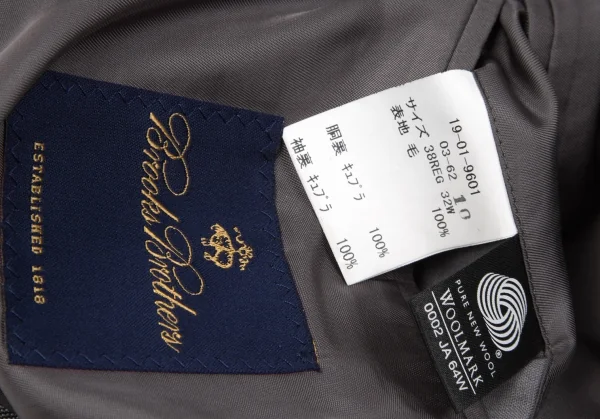 Brooks Brothers
ESTABLISHED 1818
19-01-9601
03-62 10
サイズ 38REG 32W
表地 毛 100%
胴裏 ｷｭﾌﾟﾗ 100%
袖裏 ｷｭﾌﾟﾗ 100%
PURE NEW WOOL
WOOLMARK
0002 JA 64W